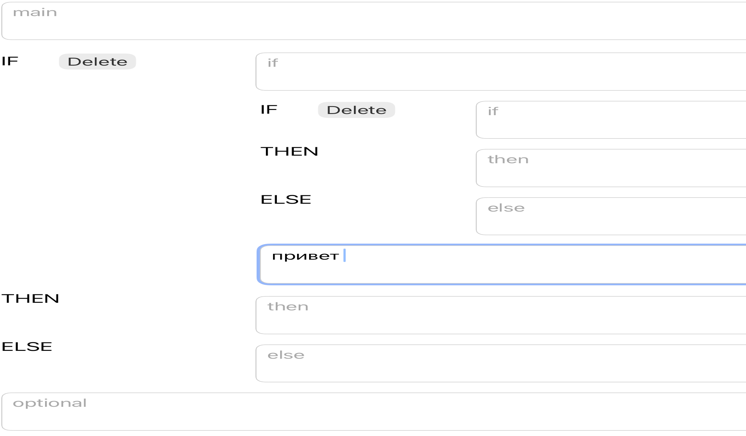 main
IF Delete if
IF Delete if
THEN then
ELSE else
привет
THEN then
ELSE else
optional